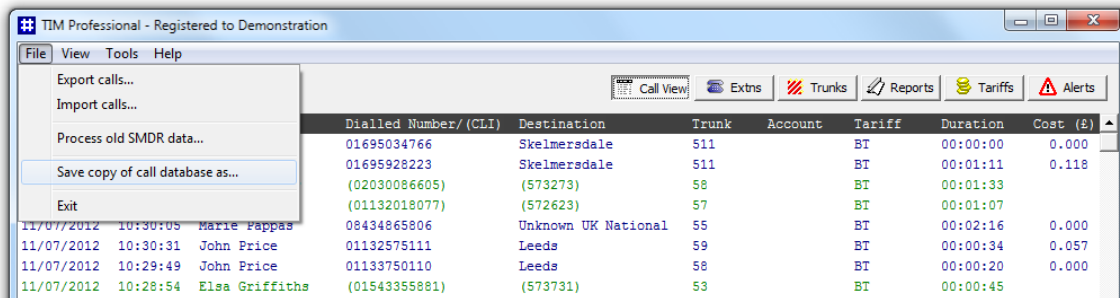 TIM Professional - Registered to Demonstration
File View Tools Help
Export calls...
Import calls...
Process old SMDR data...
Save copy of call database as...
Exit
Call View Extns Trunks Reports Tariffs Alerts
Dialled Number/(CLI) Destination Trunk Account Tariff Duration Cost (£)
01695034766 Skelmersdale 511 BT 00:00:00 0.000
01695928223 Skelmersdale 511 BT 00:01:11 0.118
(02030086605) (573273) 58 BT 00:01:33
(01132018077) (572623) 57 BT 00:01:07
11/07/2012 10:30:05 Marie Pappas 08434865806 Unknown UK National 55 BT 00:02:16 0.000
11/07/2012 10:30:31 John Price 01132575111 Leeds 59 BT 00:00:34 0.057
11/07/2012 10:29:49 John Price 01133750110 Leeds 58 BT 00:00:20 0.000
11/07/2012 10:28:54 Elsa Griffiths (01543355881) (573731) 53 BT 00:00:45